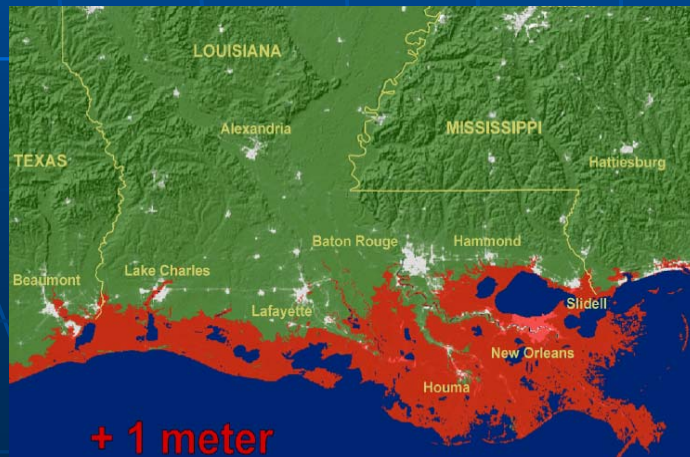 LOUISIANA
Alexandria
MISSISSIPPI
TEXAS
Hattiesburg
Baton Rouge
Hammond
Beaumont
Lake Charles
Lafayette
Slidell
New Orleans
Houma
+ 1 meter